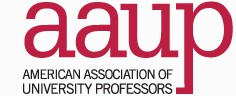 aaup
AMERICAN ASSOCIATION OF
UNIVERSITY PROFESSORS